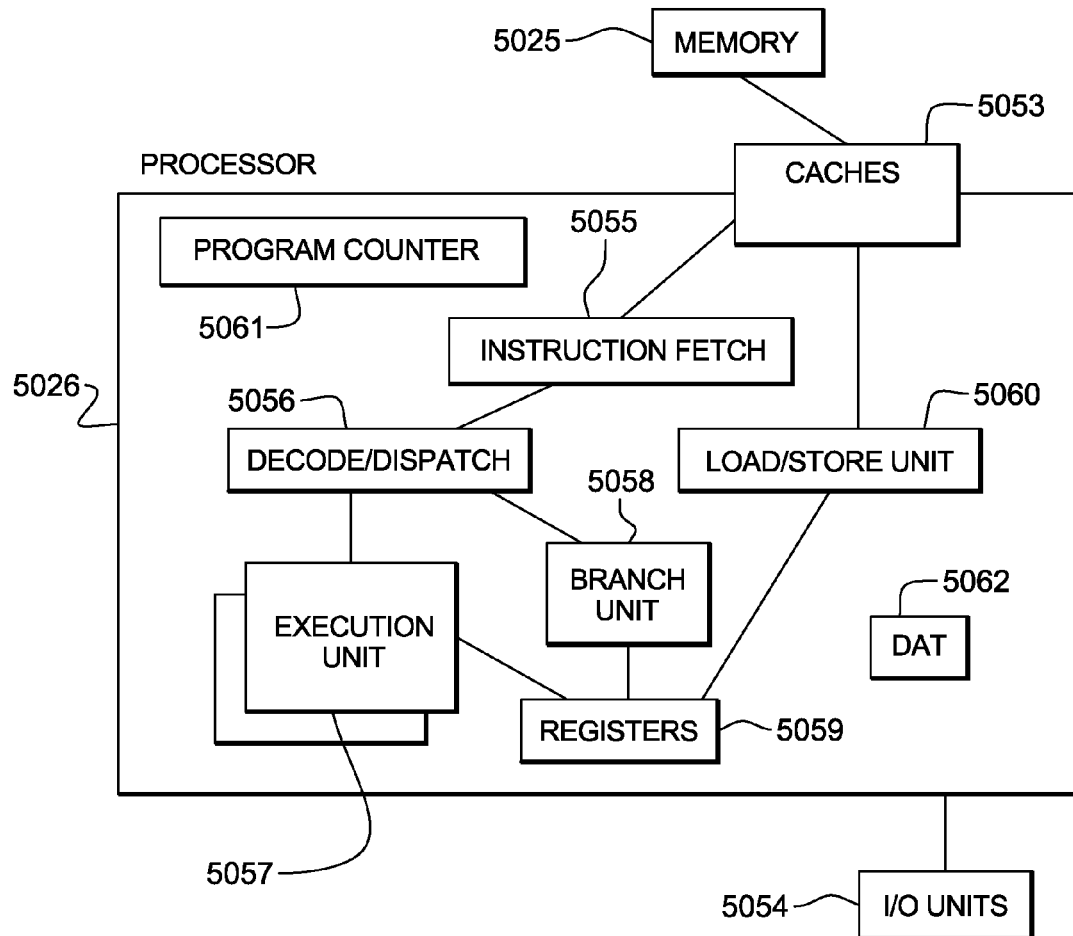 5025
MEMORY
5053
PROCESSOR
CACHES
PROGRAM COUNTER
5055
5061
INSTRUCTION FETCH
5026
5056
5060
DECODE/DISPATCH
LOAD/STORE UNIT
5058
BRANCH
UNIT
5062
EXECUTION
UNIT
DAT
REGISTERS
5059
5057
5054
I/O UNITS